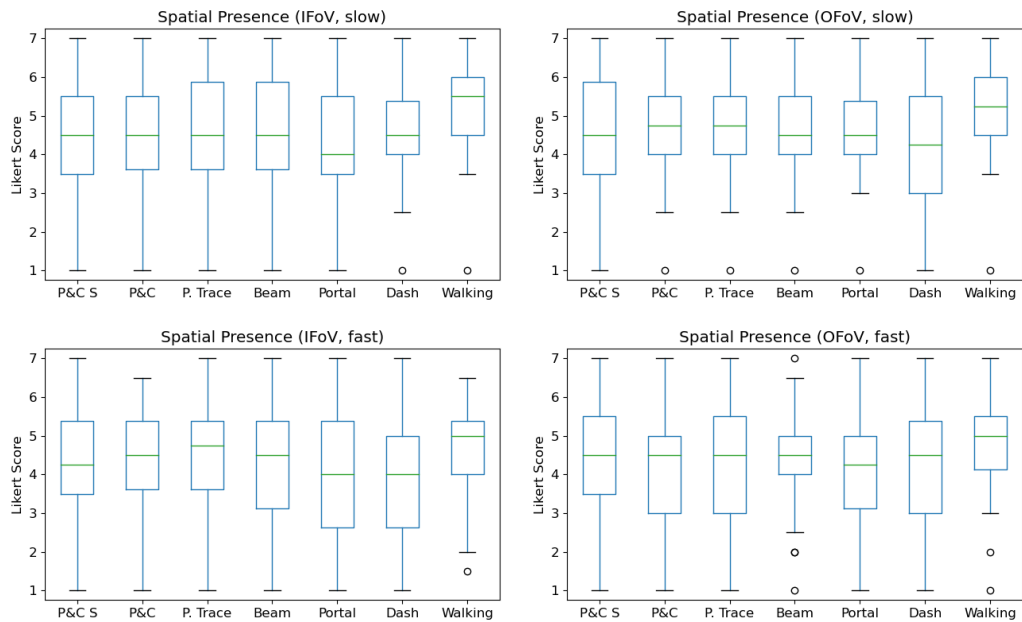 Spatial Presence (IFoV, slow)
Likert Score
7
6
5
4
3
2
1
P&C S P&C P. Trace Beam Portal Dash Walking
Spatial Presence (OFoV, slow)
Likert Score
7
6
5
4
3
2
1
P&C S P&C P. Trace Beam Portal Dash Walking
Spatial Presence (IFoV, fast)
Likert Score
7
6
5
4
3
2
1
P&C S P&C P. Trace Beam Portal Dash Walking
Spatial Presence (OFoV, fast)
Likert Score
7
6
5
4
3
2
1
P&C S P&C P. Trace Beam Portal Dash Walking